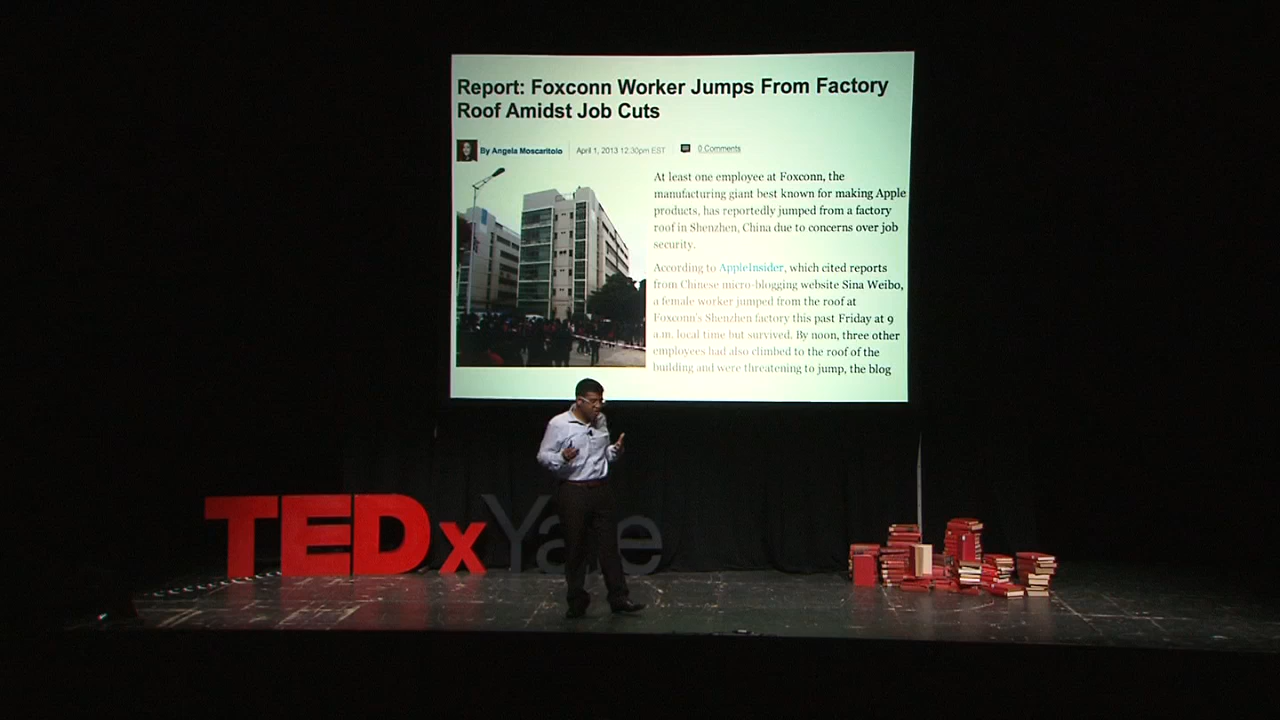 Report: Foxconn Worker Jumps From Factory
Roof Amidst Job Cuts
By Angela Moscaritolo April 1, 2013 12:30pm EST 0 Comments
At least one employee at Foxconn, the
manufacturing giant best known for making Apple
products, has reportedly jumped from a factory
roof in Shenzhen, China due to concerns over job
security.
According to AppleInsider, which cited reports
from Chinese micro-blogging website Sina Weibo,
a female worker jumped from the roof at
Foxconn's Shenzhen factory this past Friday at 9
a.m. local time but survived. By noon, three other
employees had also climbed to the roof of the
building and were threatening to jump, the blog
TEDxYale